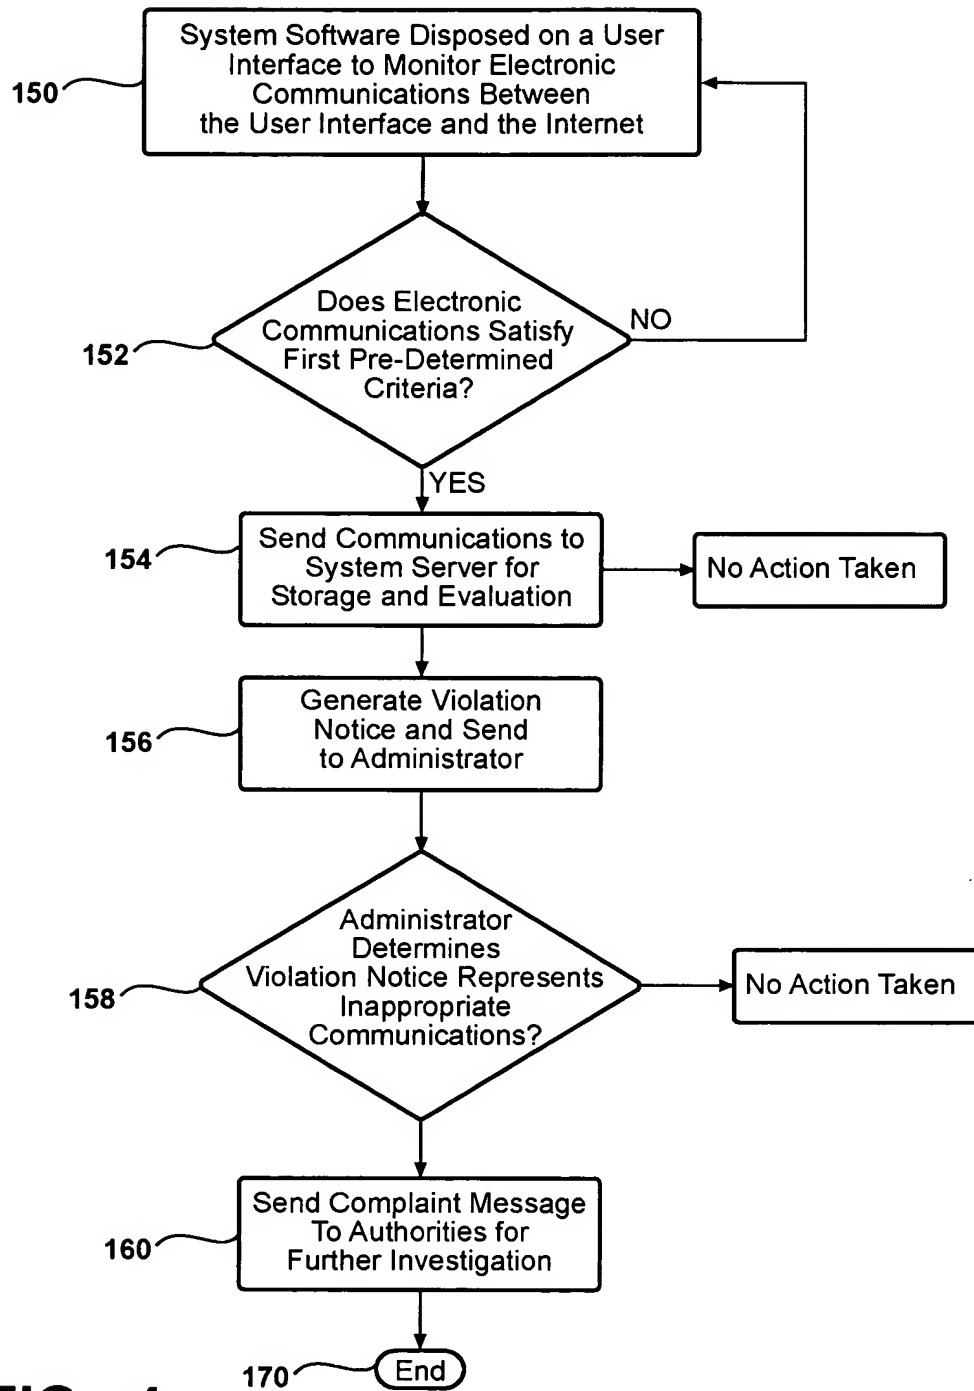 System Software Disposed on a User
Interface to Monitor Electronic
Communications Between
the User Interface and the Internet
150
Does Electronic
Communications Satisfy
First Pre-Determined
Criteria?
NO
152
YES
Send Communications to
System Server for
Storage and Evaluation
154
No Action Taken
Generate Violation
Notice and Send
to Administrator
156
Administrator
Determines
Violation Notice Represents
Inappropriate
Communications?
158
No Action Taken
Send Complaint Message
To Authorities for
Further Investigation
160
End
170